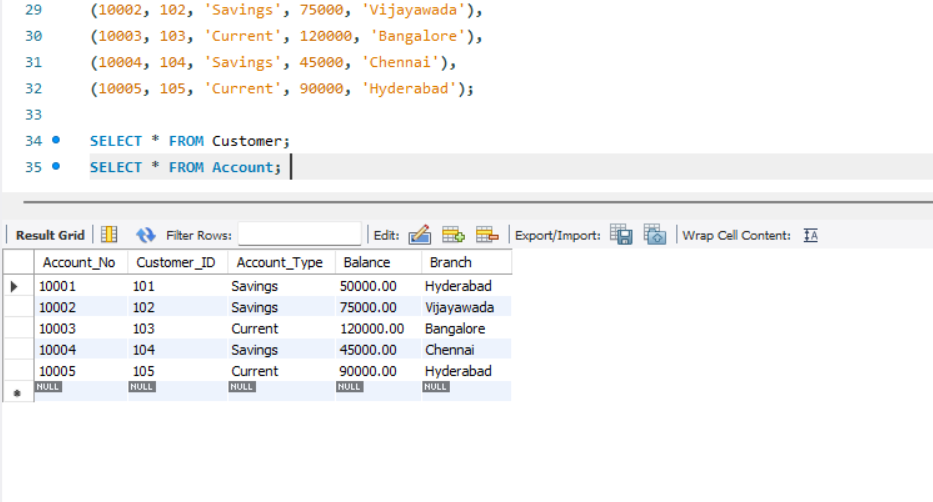 29 (10002, 102, 'Savings', 75000, 'Vijayawada'),
30 (10003, 103, 'Current', 120000, 'Bangalore'),
31 (10004, 104, 'Savings', 45000, 'Chennai'),
32 (10005, 105, 'Current', 90000, 'Hyderabad');
33
34 SELECT * FROM Customer;
35 SELECT * FROM Account;
Result Grid Filter Rows: Edit: Export/Import: Wrap Cell Content: IA
Account_No Customer_ID Account_Type Balance Branch
10001 101 Savings 50000.00 Hyderabad
10002 102 Savings 75000.00 Vijayawada
10003 103 Current 120000.00 Bangalore
10004 104 Savings 45000.00 Chennai
10005 105 Current 90000.00 Hyderabad
NULL NULL NULL NULL NULL